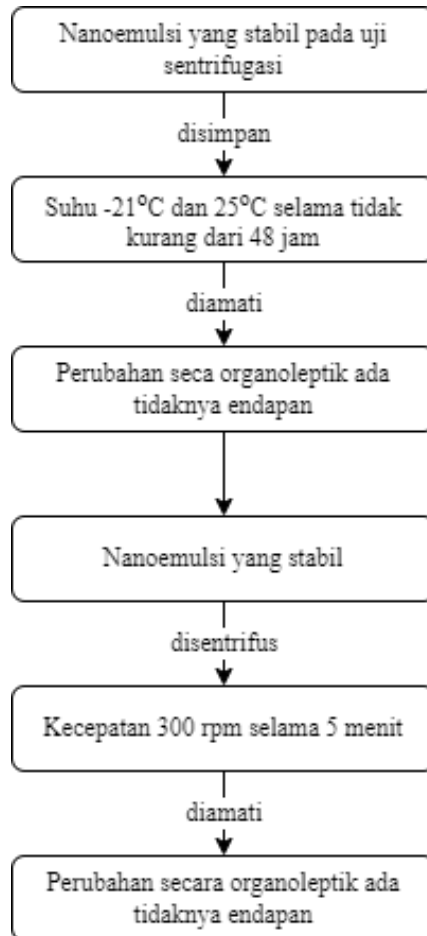 Nanoemulsi yang stabil pada uji
sentrifugasi
disimpan
Suhu -21⁰C dan 25⁰C selama tidak
kurang dari 48 jam
diamati
Perubahan seca organoleptik ada
tidaknya endapan
Nanoemulsi yang stabil
disentrifus
Kecepatan 300 rpm selama 5 menit
diamati
Perubahan secara organoleptik ada
tidaknya endapan